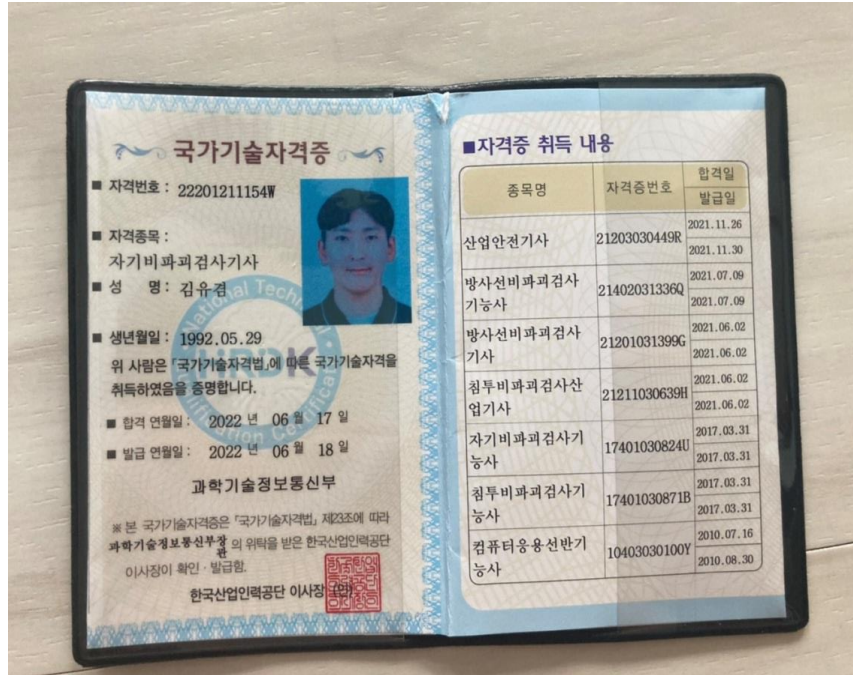 국가기술자격증
■ 자격번호 : 22201211154W
■ 자격종목 :
자기비파괴검사기사
■ 성 명 : 김유겸
■ 생년월일 : 1992.05.29
위 사람은 「국가기술자격법」에 따른 국가기술자격을
취득하였음을 증명합니다.
■ 합격 연월일 : 2022 년 06 월 17 일
■ 발급 연월일 : 2022 년 06 월 18 일
과학기술정보통신부
※ 본 국가기술자격증은 「국가기술자격법」 제23조에 따라
과학기술정보통신부장관 의 위탁을 받은 한국산업인력공단
이사장이 확인 · 발급함.
한국산업인력공단 이사장 (인)
National Technical
HRDK
■자격증 취득 내용
종목명 자격증번호 합격일
발급일
산업안전기사 21203030449R 2021.11.26
2021.11.30
방사선비파괴검사
기능사 21402031336Q 2021.07.09
2021.07.09
방사선비파괴검사
기사 21201031399G 2021.06.02
2021.06.02
침투비파괴검사산
업기사 21211030639H 2021.06.02
2021.06.02
자기비파괴검사기
능사 17401030824U 2017.03.31
2017.03.31
침투비파괴검사기
능사 17401030871B 2017.03.31
2017.03.31
컴퓨터응용선반기
능사 10403030100Y 2010.07.16
2010.08.30